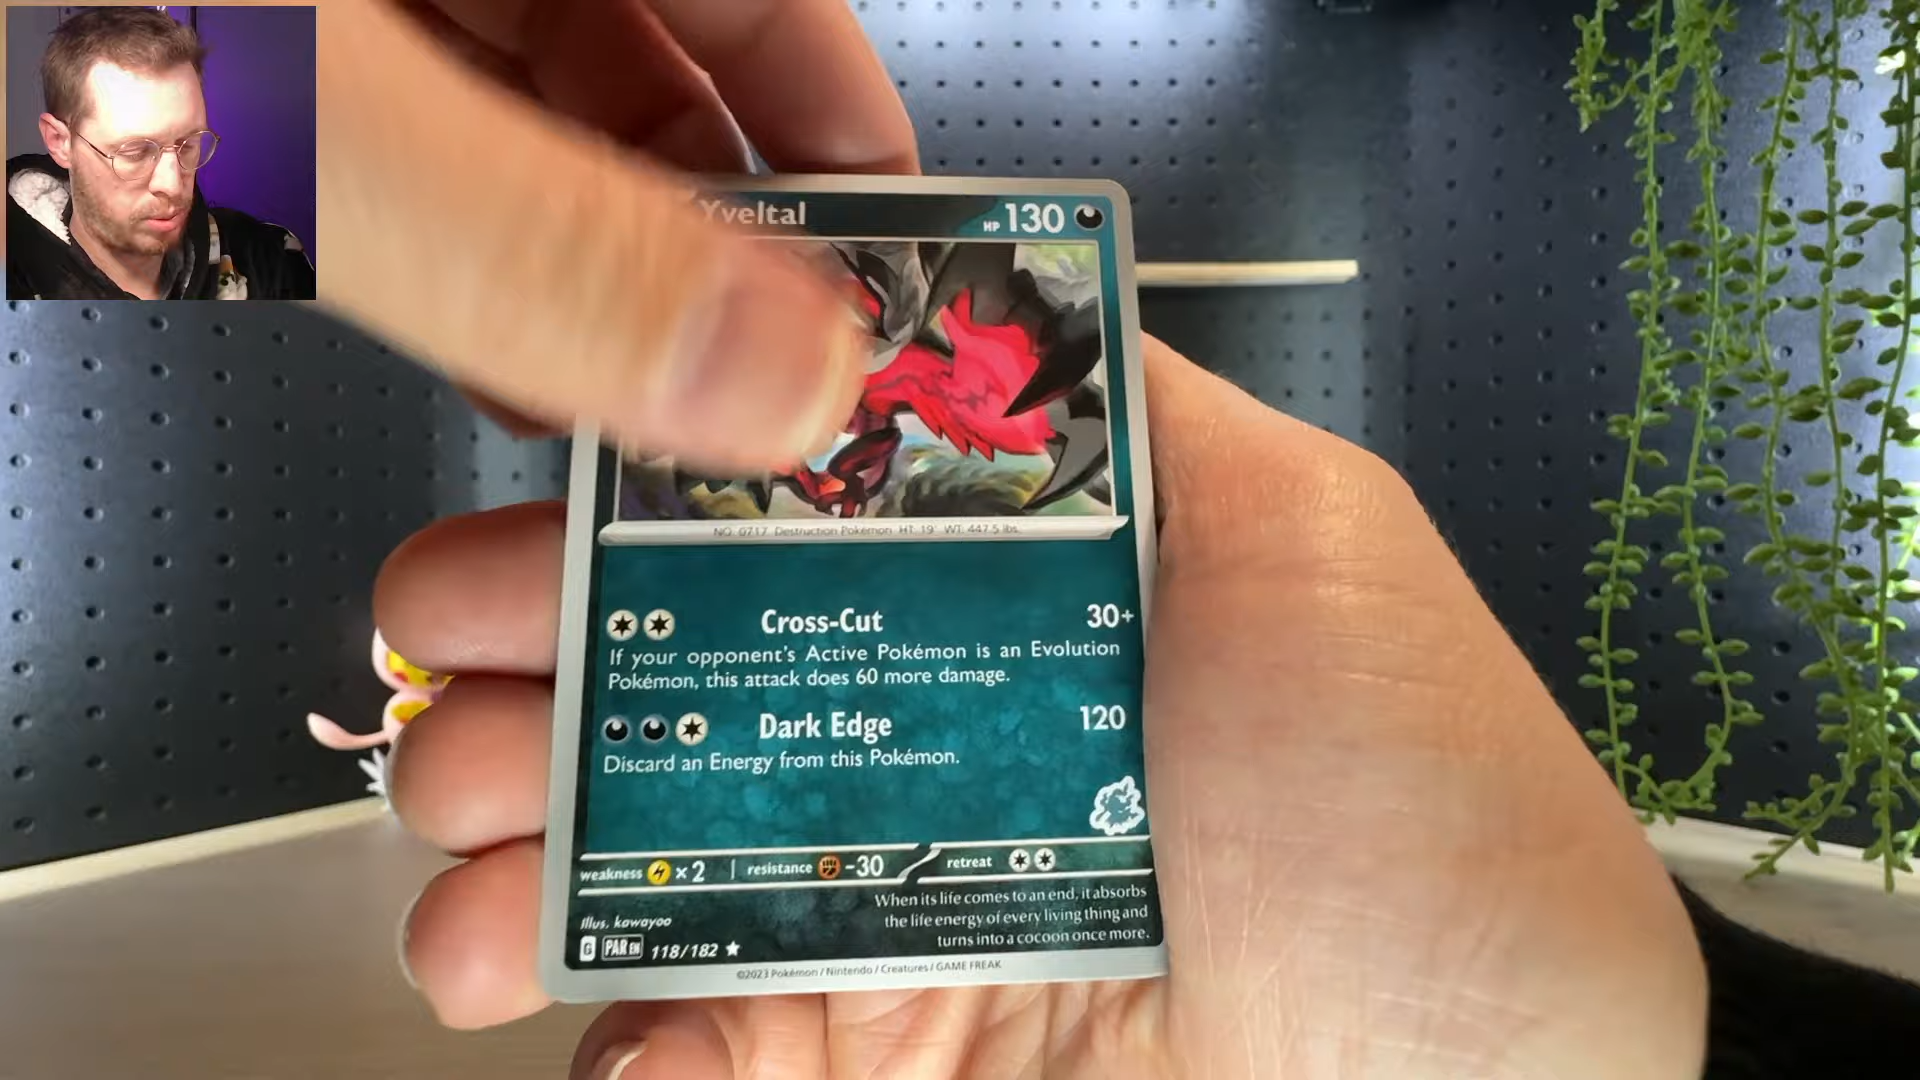 Yveltal
HP 130
NO. 0717 Destruction Pokémon HT: 19' WT: 447.5 lbs.
Cross-Cut 30+
If your opponent's Active Pokémon is an Evolution
Pokémon, this attack does 60 more damage.
Dark Edge 120
Discard an Energy from this Pokémon.
weakness ×2 resistance -30 retreat
When its life comes to an end, it absorbs
the life energy of every living thing and
turns into a cocoon once more.
Illus. kawayoo
G PAR EN 118/182
©2023 Pokémon / Nintendo / Creatures / GAME FREAK